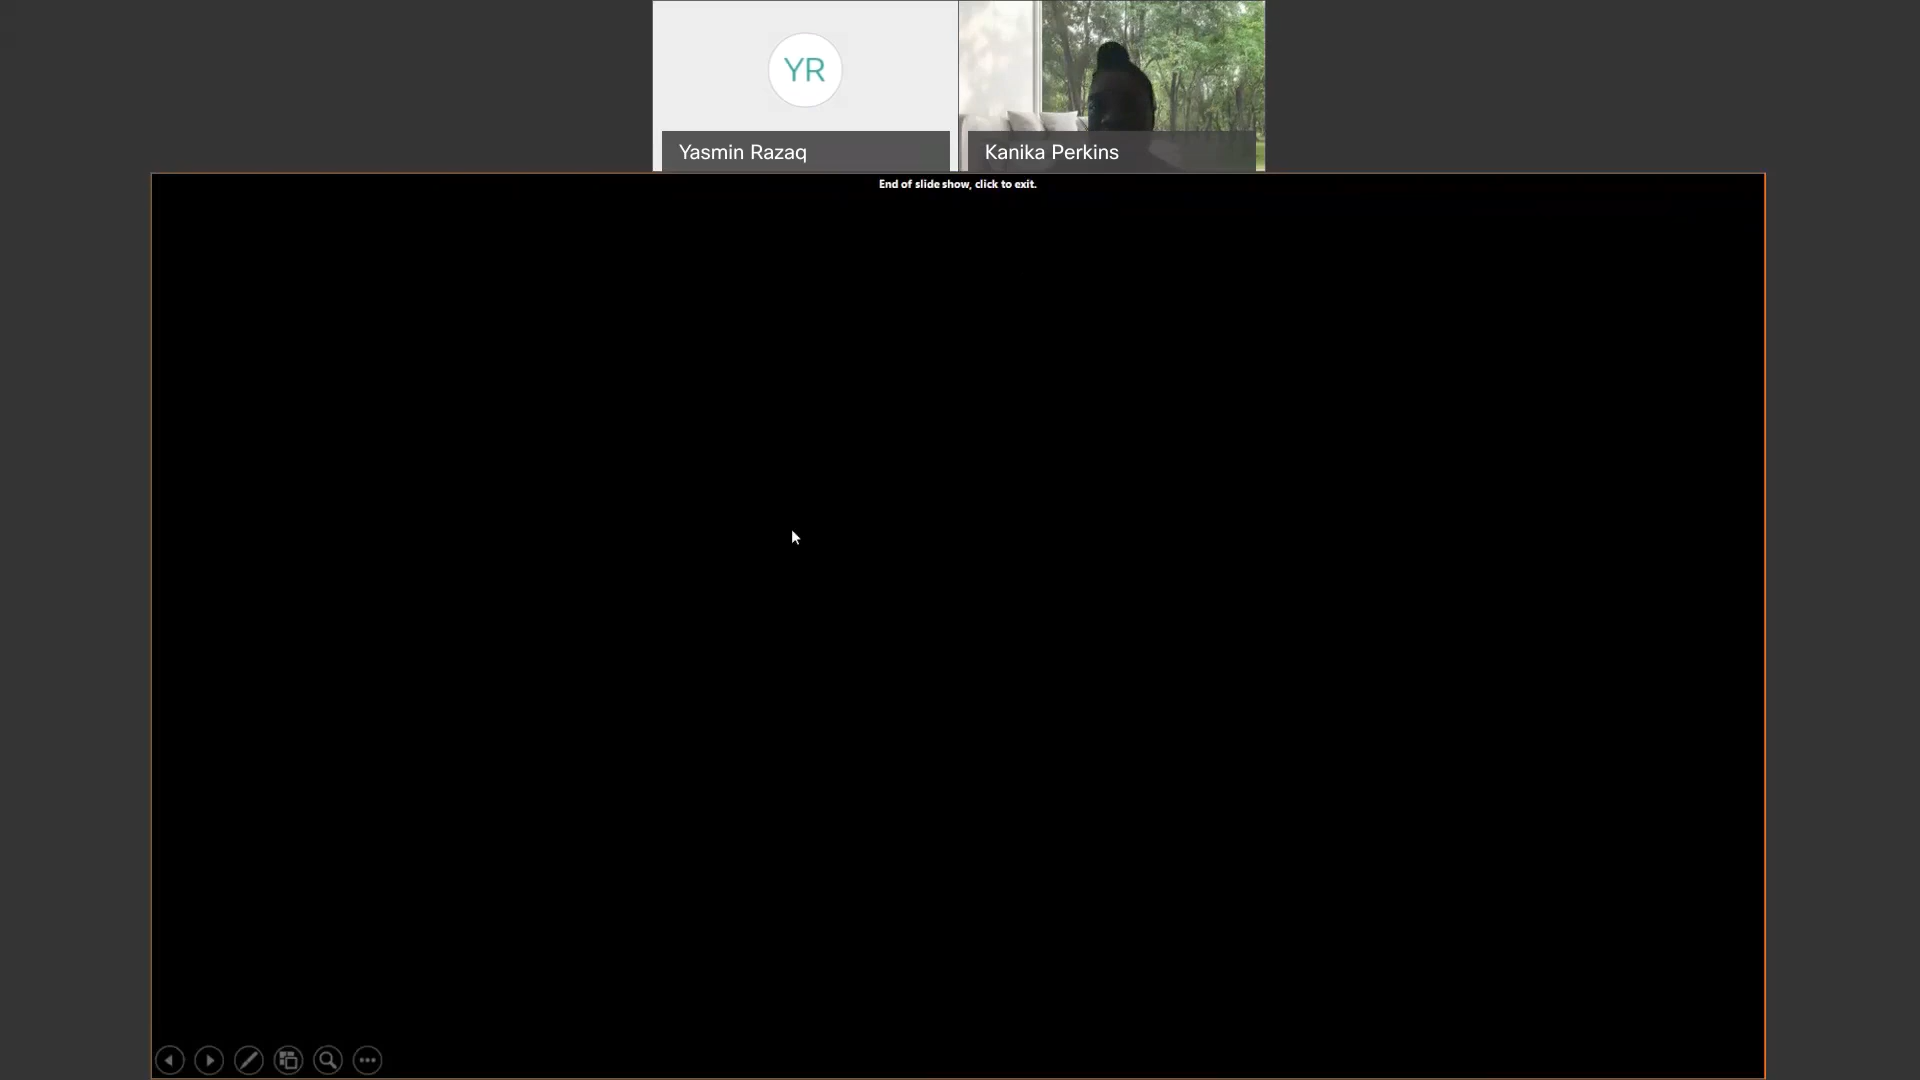 YR
Yasmin Razaq
Kanika Perkins
End of slide show, click to exit.